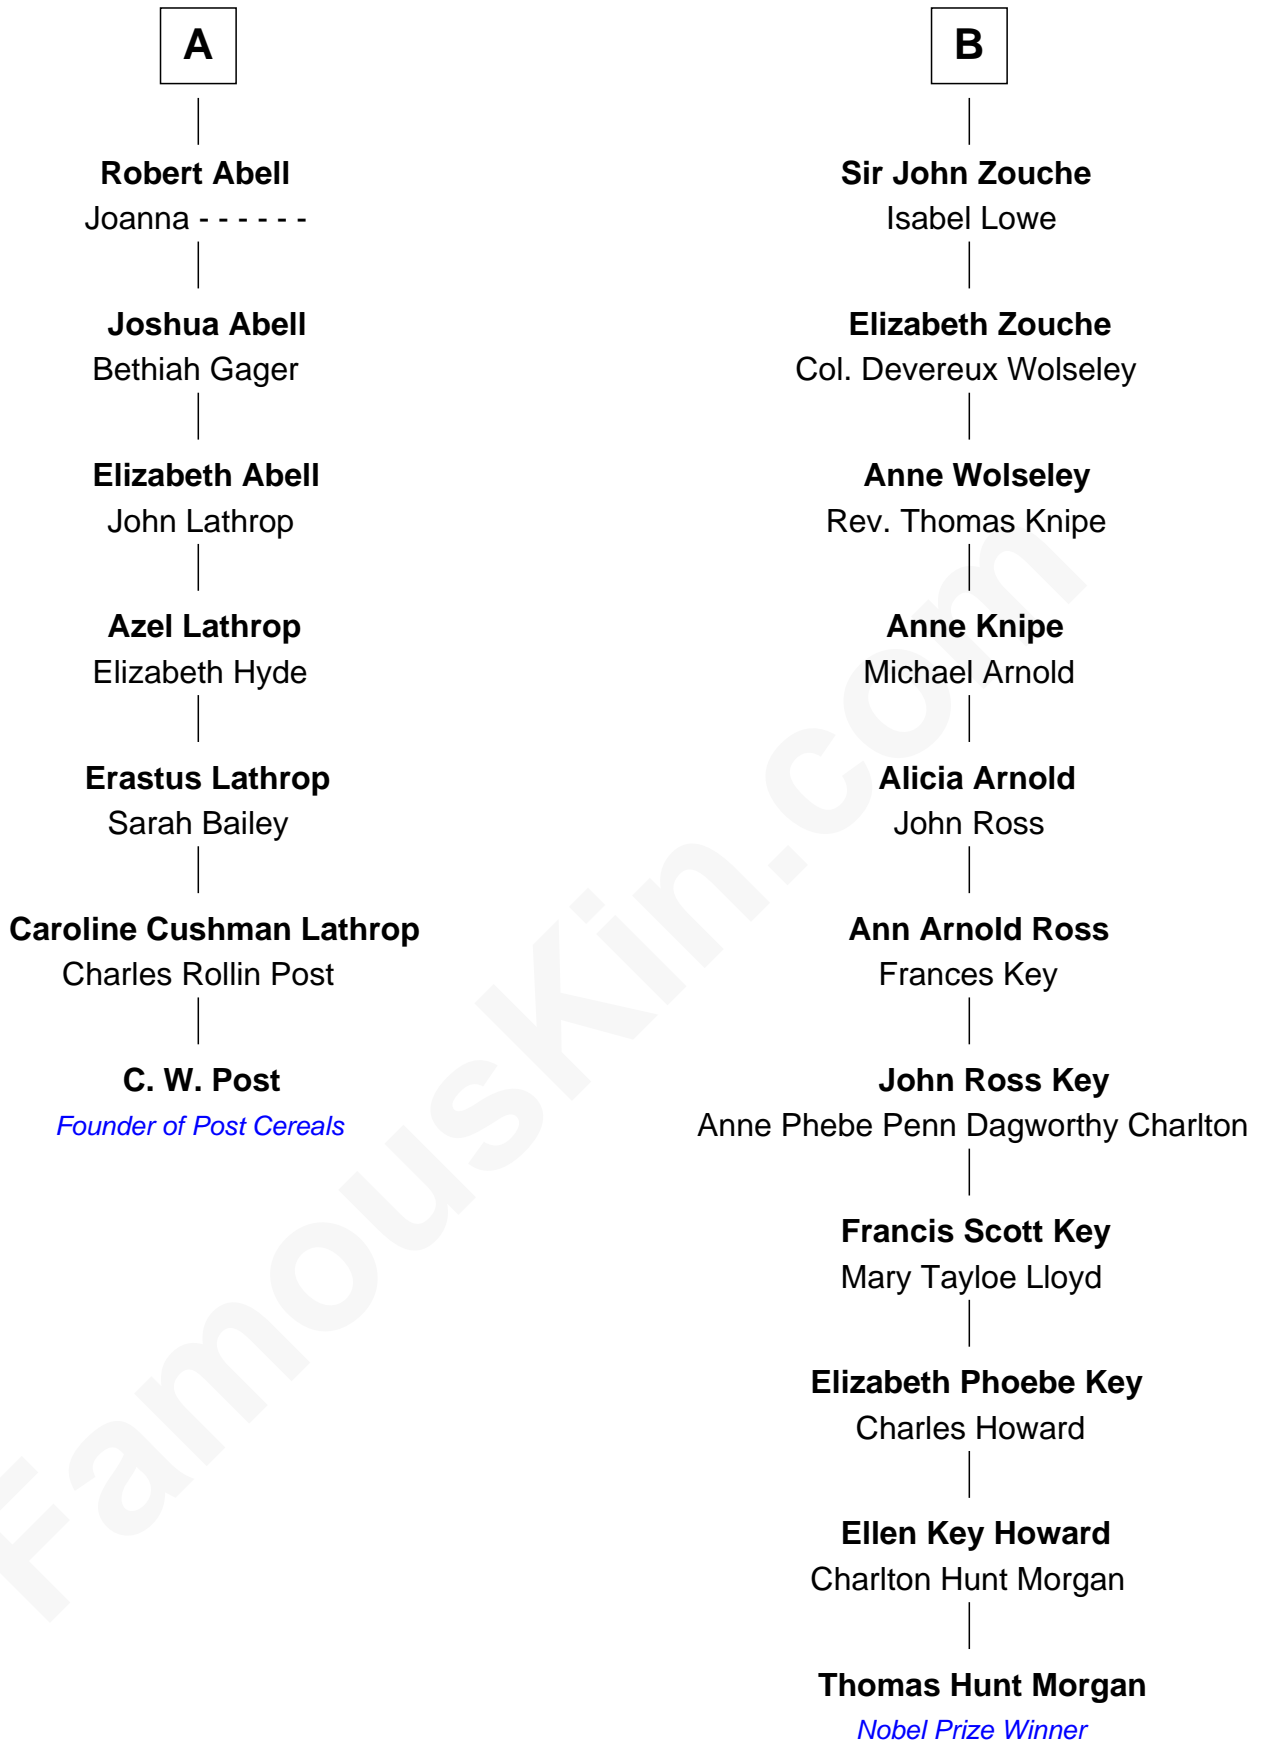 A
Robert Abell
Joanna - - - - - -
Joshua Abell
Bethiah Gager
Elizabeth Abell
John Lathrop
Azel Lathrop
Elizabeth Hyde
Erastus Lathrop
Sarah Bailey
Caroline Cushman Lathrop
Charles Rollin Post
C. W. Post
Founder of Post Cereals
B
Sir John Zouche
Isabel Lowe
Elizabeth Zouche
Col. Devereux Wolseley
Anne Wolseley
Rev. Thomas Knipe
Anne Knipe
Michael Arnold
Alicia Arnold
John Ross
Ann Arnold Ross
Frances Key
John Ross Key
Anne Phebe Penn Dagworthy Charlton
Francis Scott Key
Mary Tayloe Lloyd
Elizabeth Phoebe Key
Charles Howard
Ellen Key Howard
Charlton Hunt Morgan
Thomas Hunt Morgan
Nobel Prize Winner
FamousKin.com